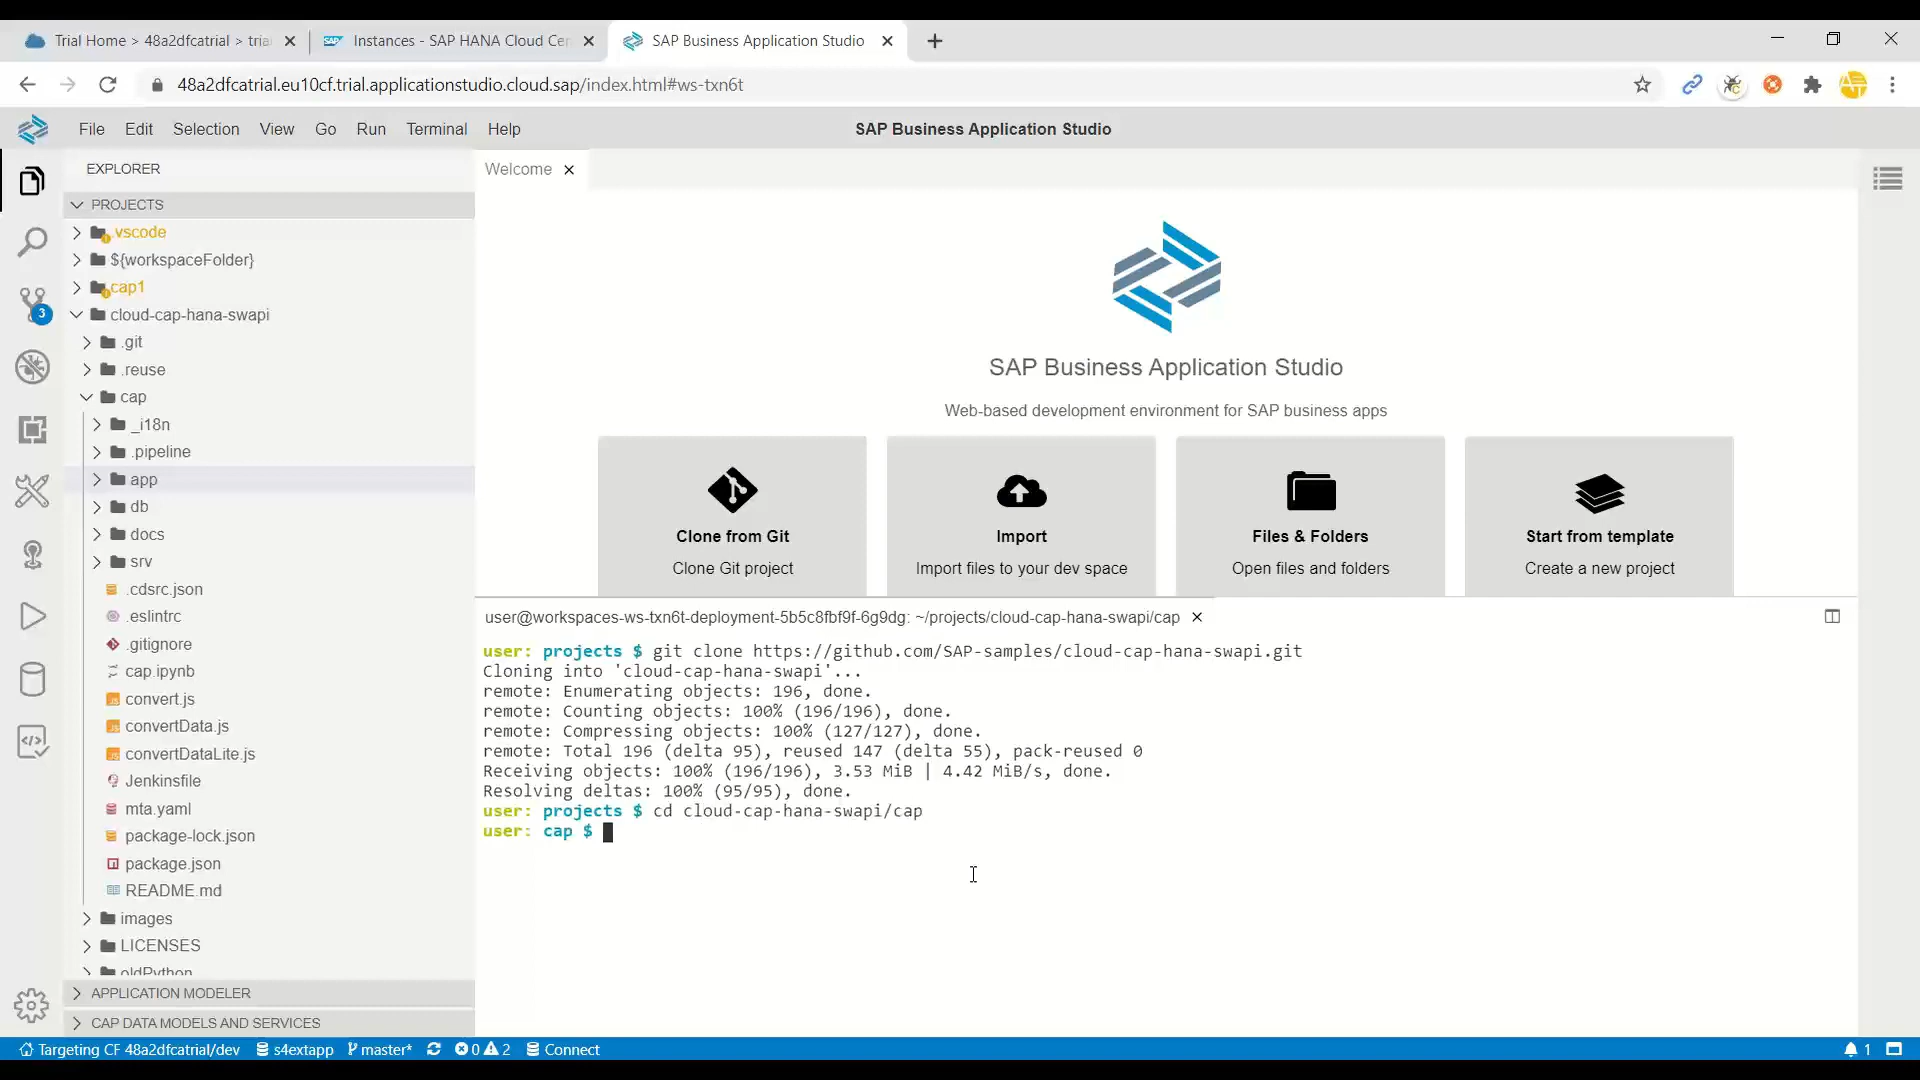 Trial Home > 48a2dfcatrial > tria
SAP Instances - SAP HANA Cloud Cen
SAP Business Application Studio
48a2dfcatrial.eu10cf.trial.applicationstudio.cloud.sap/index.html#ws-txn6t
File Edit Selection View Go Run Terminal Help
SAP Business Application Studio
EXPLORER
PROJECTS
.vscode
${workspaceFolder}
cap1
cloud-cap-hana-swapi
.git
.reuse
cap
_i18n
.pipeline
app
db
docs
srv
.cdsrc.json
.eslintrc
.gitignore
cap.ipynb
convert.js
convertData.js
convertDataLite.js
Jenkinsfile
mta.yaml
package-lock.json
package.json
README.md
images
LICENSES
oldPython
APPLICATION MODELER
CAP DATA MODELS AND SERVICES
3
Welcome
SAP Business Application Studio
Web-based development environment for SAP business apps
Clone from Git
Clone Git project
Import
Import files to your dev space
Files & Folders
Open files and folders
Start from template
Create a new project
user@workspaces-ws-txn6t-deployment-5b5c8fbf9f-6g9dg: ~/projects/cloud-cap-hana-swapi/cap
user: projects $ git clone https://github.com/SAP-samples/cloud-cap-hana-swapi.git
Cloning into 'cloud-cap-hana-swapi'...
remote: Enumerating objects: 196, done.
remote: Counting objects: 100% (196/196), done.
remote: Compressing objects: 100% (127/127), done.
remote: Total 196 (delta 95), reused 147 (delta 55), pack-reused 0
Receiving objects: 100% (196/196), 3.53 MiB | 4.42 MiB/s, done.
Resolving deltas: 100% (95/95), done.
user: projects $ cd cloud-cap-hana-swapi/cap
user: cap $
Targeting CF 48a2dfcatrial/dev s4extapp master* 0 2 Connect 1